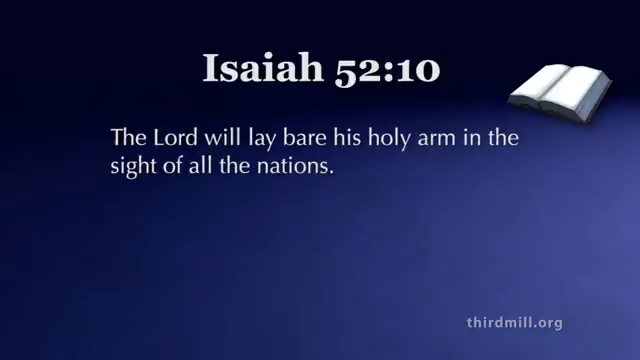 Isaiah 52:10
The Lord will lay bare his holy arm in the
sight of all the nations.
thirdmill.org